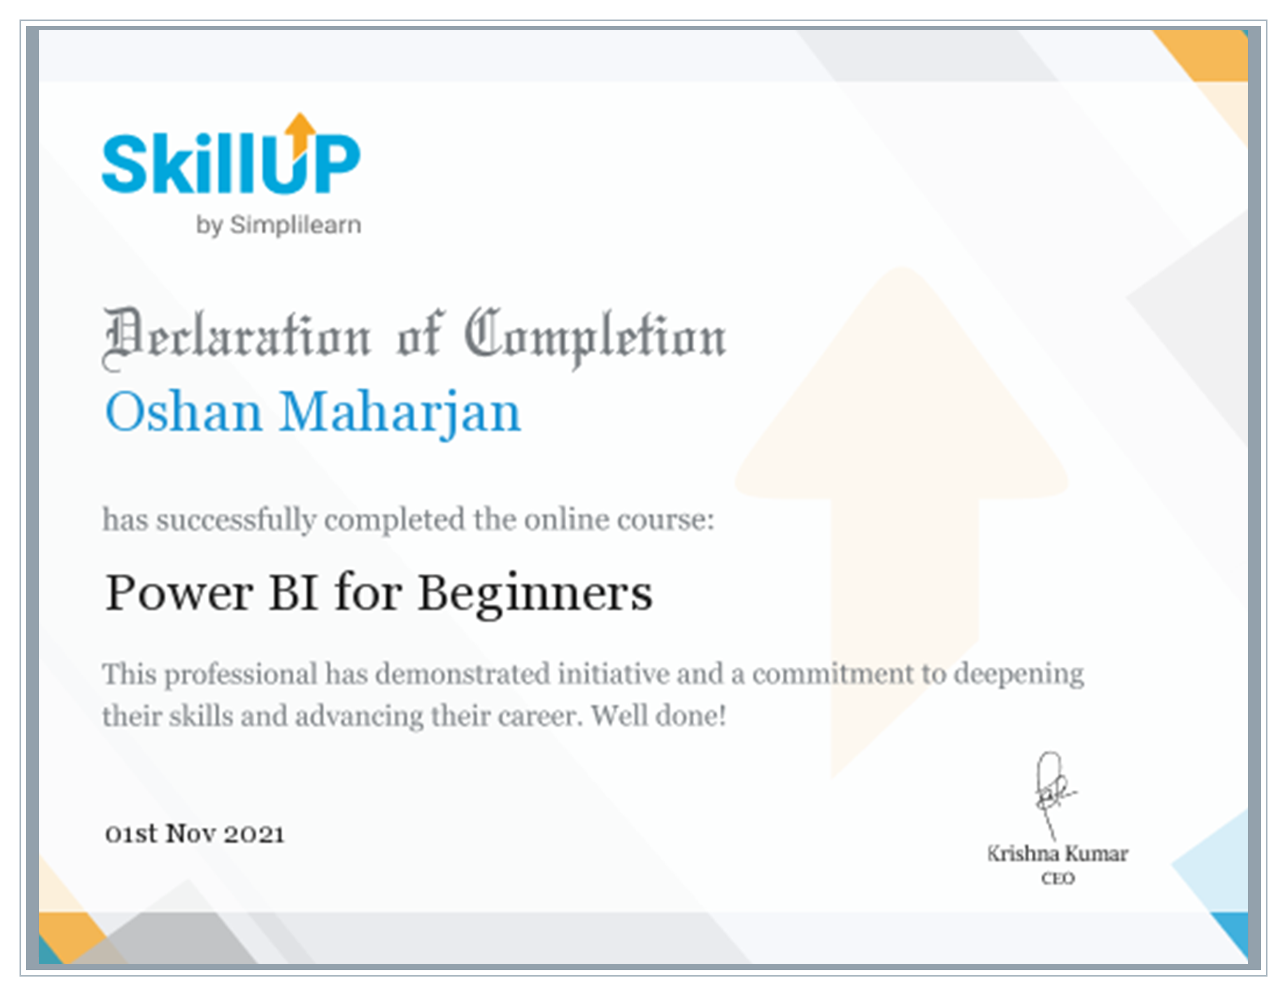 SkillUP
by Simplilearn
Declaration of Completion
Oshan Maharjan
has successfully completed the online course:
Power BI for Beginners
This professional has demonstrated initiative and a commitment to deepening
their skills and advancing their career. Well done!
01st Nov 2021
Krishna Kumar
CEO